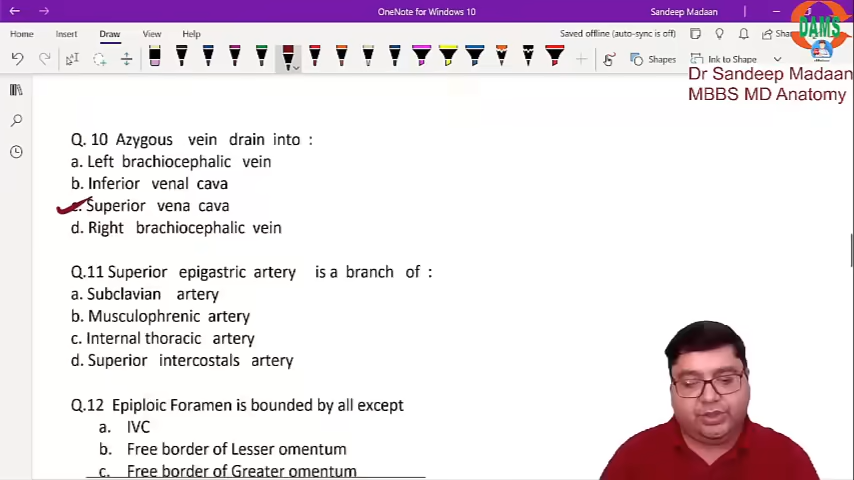 OneNote for Windows 10
Sandeep Madaan
Home Insert Draw View Help
Saved offline (auto-sync is off)
Shapes
Ink to Shape
DAMS
Dr Sandeep Madaan
MBBS MD Anatomy
Q. 10 Azygous vein drain into :
a. Left brachiocephalic vein
b. Inferior venal cava
c. Superior vena cava
d. Right brachiocephalic vein
Q.11 Superior epigastric artery is a branch of :
a. Subclavian artery
b. Musculophrenic artery
c. Internal thoracic artery
d. Superior intercostals artery
Q.12 Epiploic Foramen is bounded by all except
a. IVC
b. Free border of Lesser omentum
c. Free border of Greater omentum